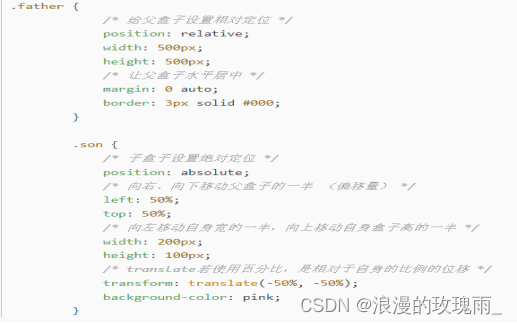 .father {
/* 给父盒子设置相对定位 */
position: relative;
width: 500px;
height: 500px;
/* 让父盒子水平居中 */
margin: 0 auto;
border: 3px solid #000;
}
.son {
/* 子盒子设置绝对定位 */
position: absolute;
/* 向右、向下移动父盒子的一半 （偏移量） */
left: 50%;
top: 50%;
/* 向左移动自身宽的一半，向上移动自身盒子高的一半 */
width: 200px;
height: 100px;
/* translate若使用百分比，是相对于自身的比例的位移 */
transform: translate(-50%, -50%);
background-color: pink;
}
CSDN @浪漫的玫瑰雨_